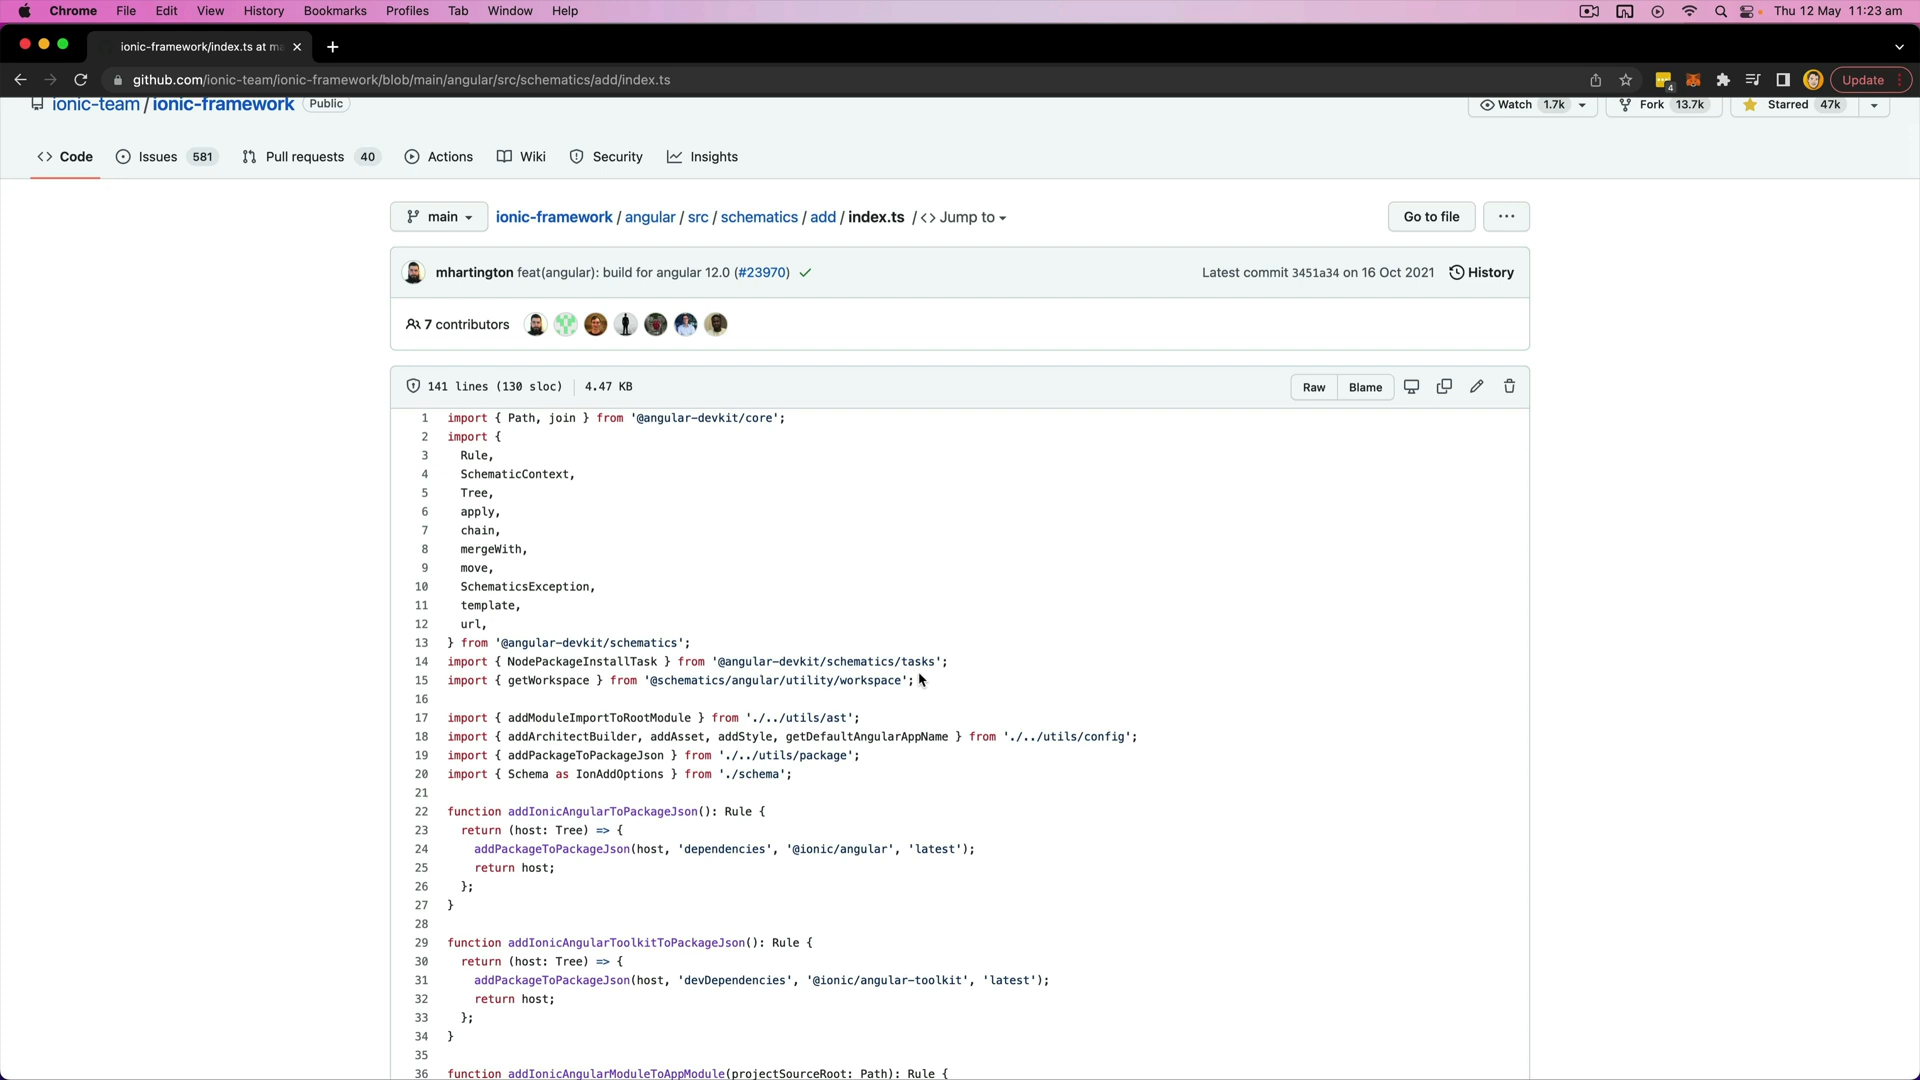 Chrome File Edit View History Bookmarks Profiles Tab Window Help Thu 12 May 11:23 am
ionic-framework/index.ts at ma
github.com/ionic-team/ionic-framework/blob/main/angular/src/schematics/add/index.ts 4 Update
ionic-team / ionic-framework Public Watch 1.7k Fork 13.7k Starred 47k
Code Issues 581 Pull requests 40 Actions Wiki Security Insights
main ionic-framework / angular / src / schematics / add / index.ts / <> Jump to Go to file ...
mhartington feat(angular): build for angular 12.0 (#23970) Latest commit 3451a34 on 16 Oct 2021 History
7 contributors
141 lines (130 sloc) 4.47 KB Raw Blame
1 import { Path, join } from '@angular-devkit/core';
2 import {
3 Rule,
4 SchematicContext,
5 Tree,
6 apply,
7 chain,
8 mergeWith,
9 move,
10 SchematicsException,
11 template,
12 url,
13 } from '@angular-devkit/schematics';
14 import { NodePackageInstallTask } from '@angular-devkit/schematics/tasks';
15 import { getWorkspace } from '@schematics/angular/utility/workspace';
16
17 import { addModuleImportToRootModule } from './../utils/ast';
18 import { addArchitectBuilder, addAsset, addStyle, getDefaultAngularAppName } from './../utils/config';
19 import { addPackageToPackageJson } from './../utils/package';
20 import { Schema as IonAddOptions } from './schema';
21
22 function addIonicAngularToPackageJson(): Rule {
23 return (host: Tree) => {
24 addPackageToPackageJson(host, 'dependencies', '@ionic/angular', 'latest');
25 return host;
26 };
27 }
28
29 function addIonicAngularToolkitToPackageJson(): Rule {
30 return (host: Tree) => {
31 addPackageToPackageJson(host, 'devDependencies', '@ionic/angular-toolkit', 'latest');
32 return host;
33 };
34 }
35
36 function addIonicAngularModuleToAppModule(projectSourceRoot: Path): Rule {